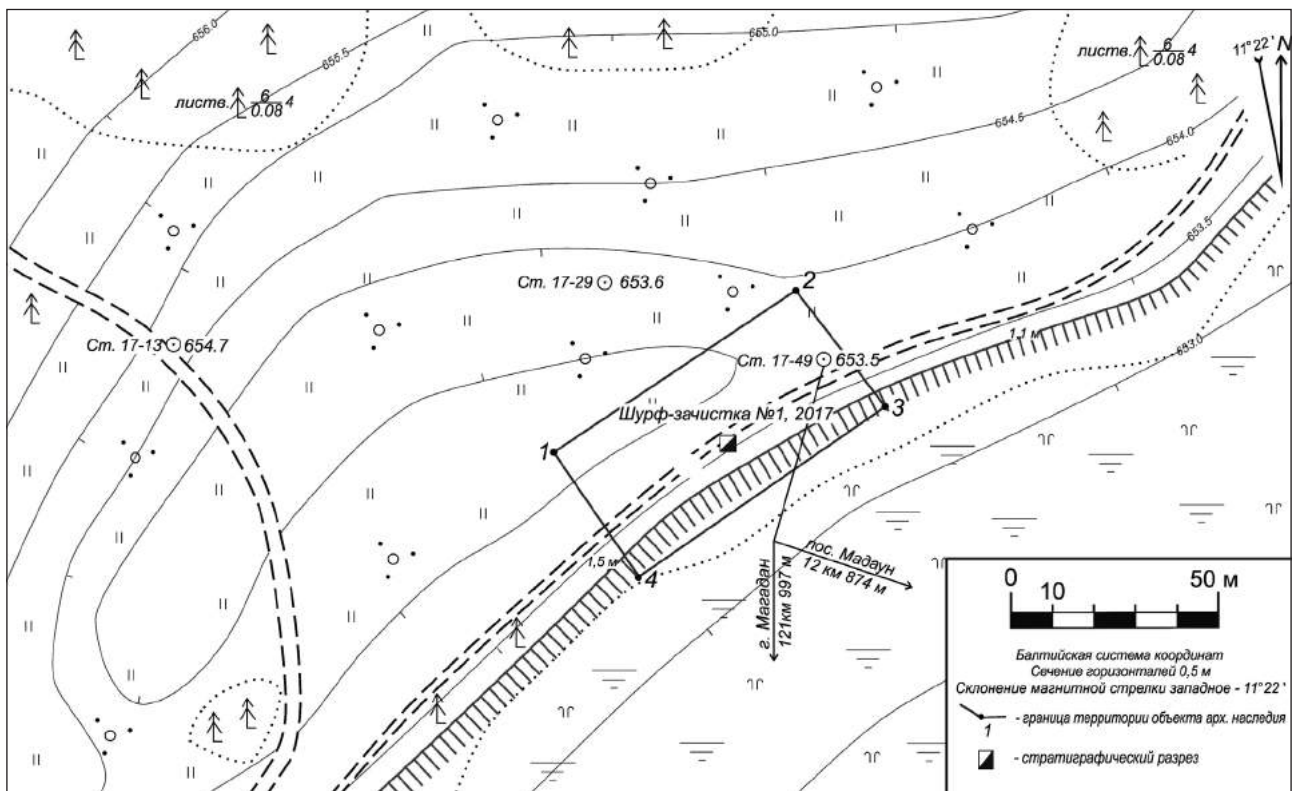 656.0
655.5
655.0
654.5
654.0
653.5
653.0
листв. 6 4
0.08
листв. 6 4
0.08
11°22' N
2
Ст. 17-29 653.6
Ст. 17-13 654.7
Ст. 17-49 653.5
1,1 м
3
Шурф-зачистка №1, 2017
1
1,5 м
4
пос. Мадаун
12 км 874 м
г. Магадан
121км 997 м
0 50 м
10
Балтийская система координат
Сечение горизонталей 0,5 м
Склонение магнитной стрелки западное - 11°22'
- граница территории объекта арх. наследия
1
- стратиграфический разрез